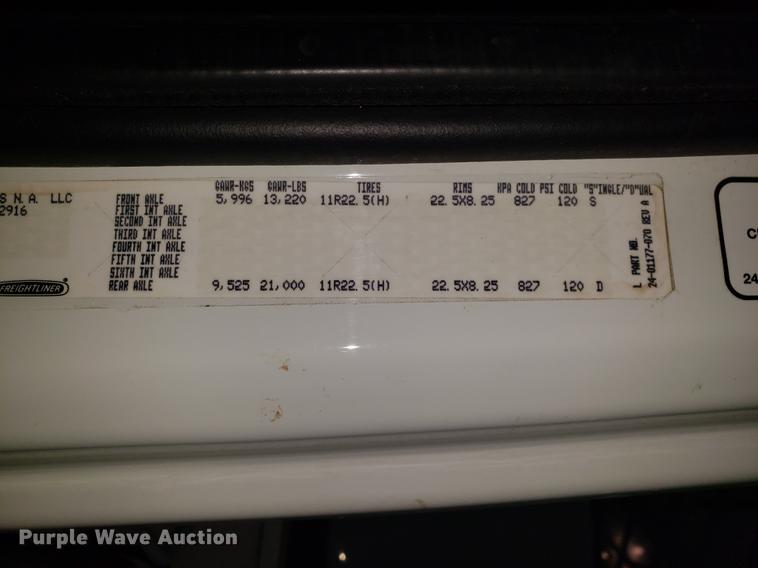 GAWR-KGS GAWR-LBS TIRES RIMS KPA COLD PSI COLD "S"INGLE/"D"UAL
S N. A. LLC
2916
FRONT AXLE 5,996 13,220 11R22.5(H) 22.5X8.25 827 120 S
FIRST INT AXLE
SECOND INT AXLE
THIRD INT AXLE
FOURTH INT AXLE
FIFTH INT AXLE
SIXTH INT AXLE
REAR AXLE 9,525 21,000 11R22.5(H) 22.5X8.25 827 120 D
FREIGHTLINER
L PART NO.
24-01177-070 REV A
C
24
Purple Wave Auction